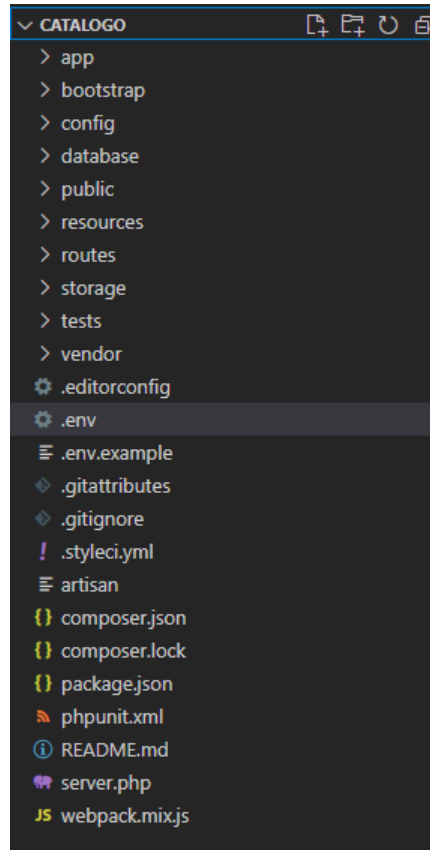 CATALOGO
app
bootstrap
config
database
public
resources
routes
storage
tests
vendor
.editorconfig
.env
.env.example
.gitattributes
.gitignore
! .styleci.yml
artisan
{} composer.json
{} composer.lock
{} package.json
phpunit.xml
README.md
server.php
JS webpack.mix.js